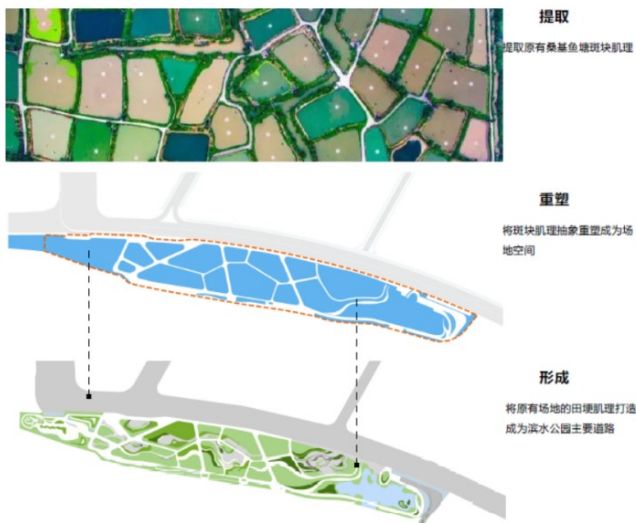 提取
提取原有桑基鱼塘斑块肌理
重塑
将斑块肌理抽象重塑成为场
地空间
形成
将原有场地的田埂肌理打造
成为滨水公园主要道路